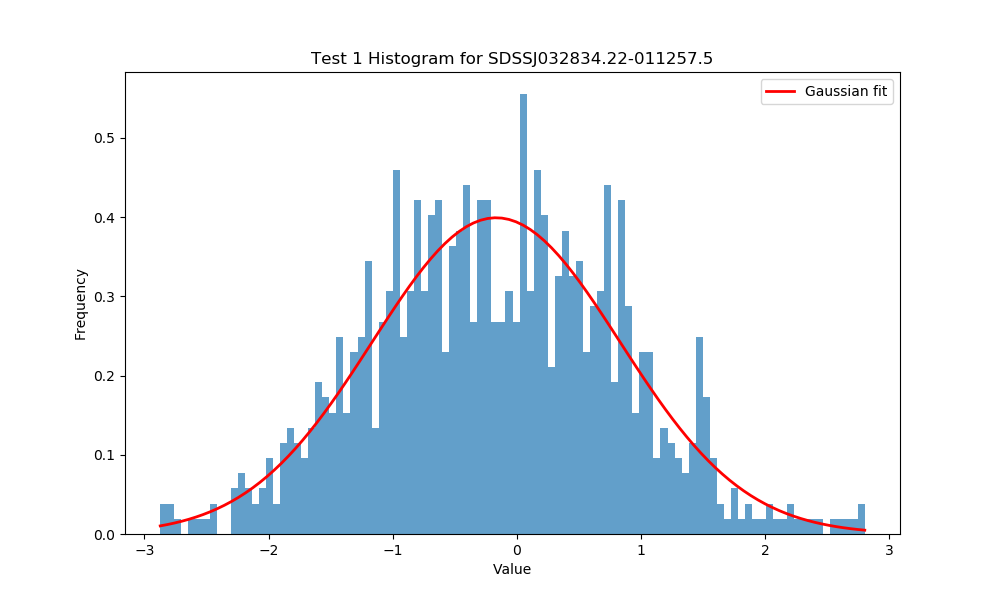 Test 1 Histogram for SDSSJ032834.22-011257.5
Gaussian fit
Frequency
0.5
0.4
0.3
0.2
0.1
0.0
−3 −2 −1 0 1 2 3
Value